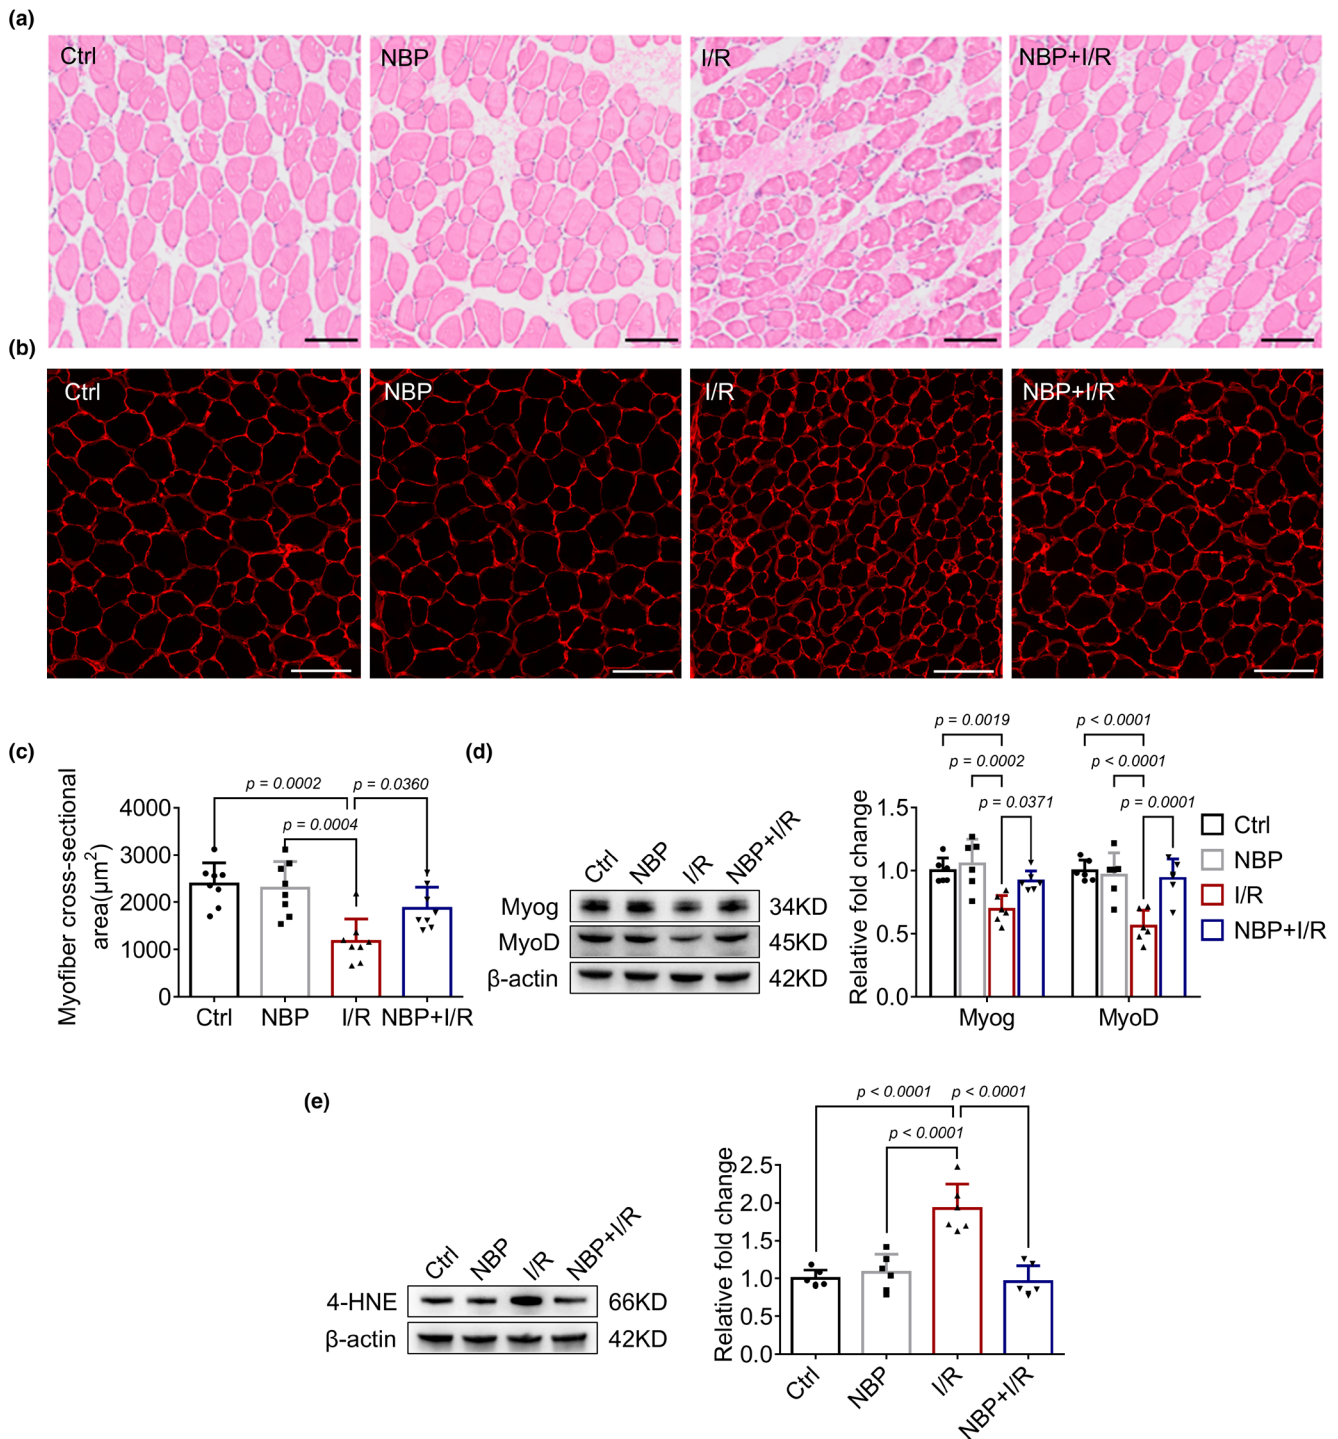 (a)
Ctrl
NBP
I/R
NBP+I/R
(b)
Ctrl
NBP
I/R
NBP+I/R
(c)
p = 0.0002
p = 0.0360
p = 0.0004
Myofiber cross-sectional
area(μm²)
4000
3000
2000
1000
0
Ctrl
NBP
I/R
NBP+I/R
(d)
Ctrl
NBP
I/R
NBP+I/R
Myog
34KD
MyoD
45KD
β-actin
42KD
p = 0.0019
p < 0.0001
p = 0.0002
p < 0.0001
p = 0.0371
p = 0.0001
Relative fold change
1.5
1.0
0.5
0.0
Myog
MyoD
Ctrl
NBP
I/R
NBP+I/R
(e)
Ctrl
NBP
I/R
NBP+I/R
4-HNE
66KD
β-actin
42KD
p < 0.0001
p < 0.0001
p < 0.0001
Relative fold change
2.5
2.0
1.5
1.0
0.5
0.0
Ctrl
NBP
I/R
NBP+I/R